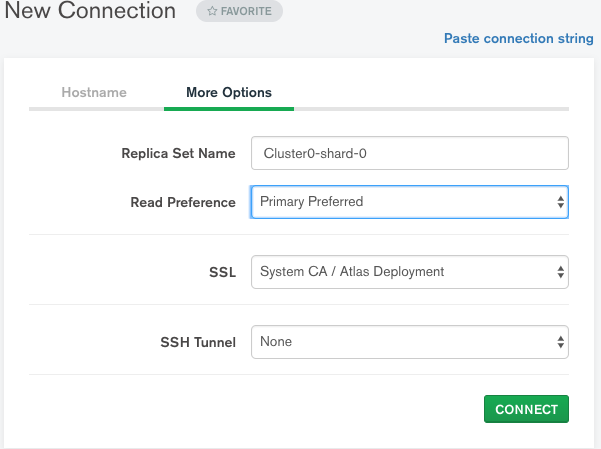 New Connection
☆ FAVORITE
Paste connection string
Hostname
More Options
Replica Set Name
Cluster0-shard-0
Read Preference
Primary Preferred
SSL
System CA / Atlas Deployment
SSH Tunnel
None
CONNECT